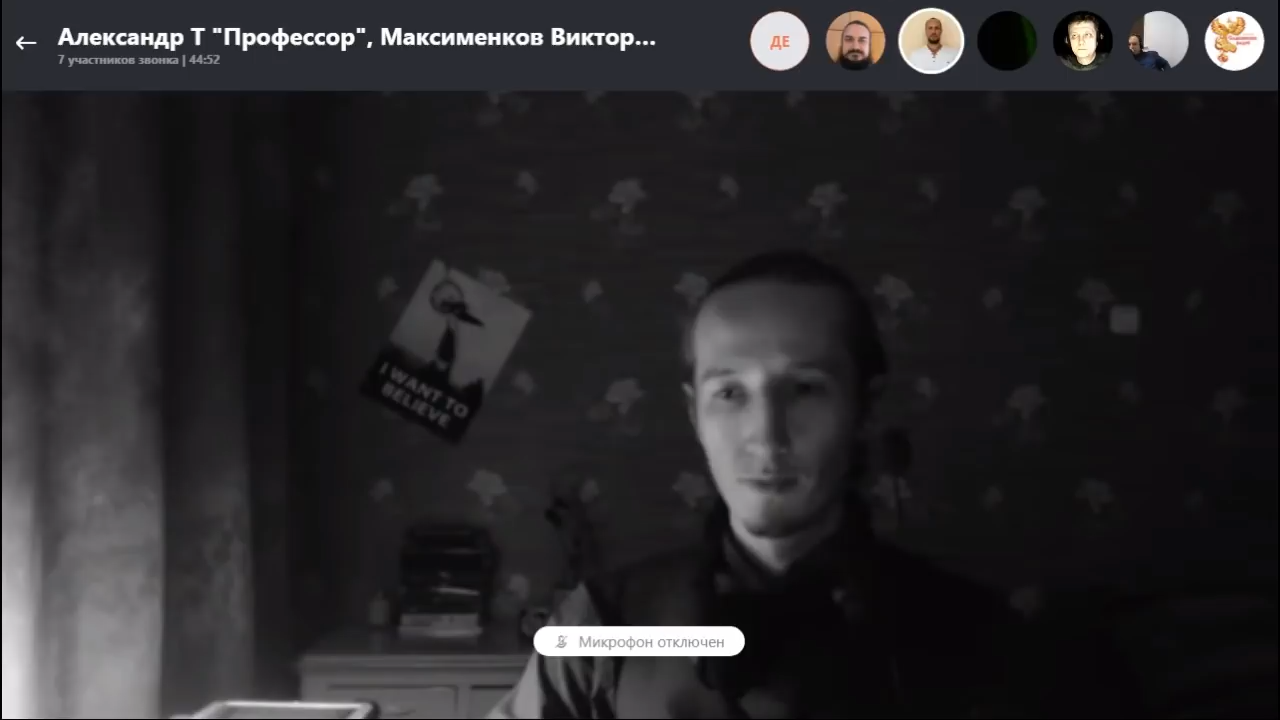 Александр Т "Профессор", Максименков Виктор...
7 участников звонка | 44:52
ДЕ
I WANT TO
BELIEVE
Микрофон отключен